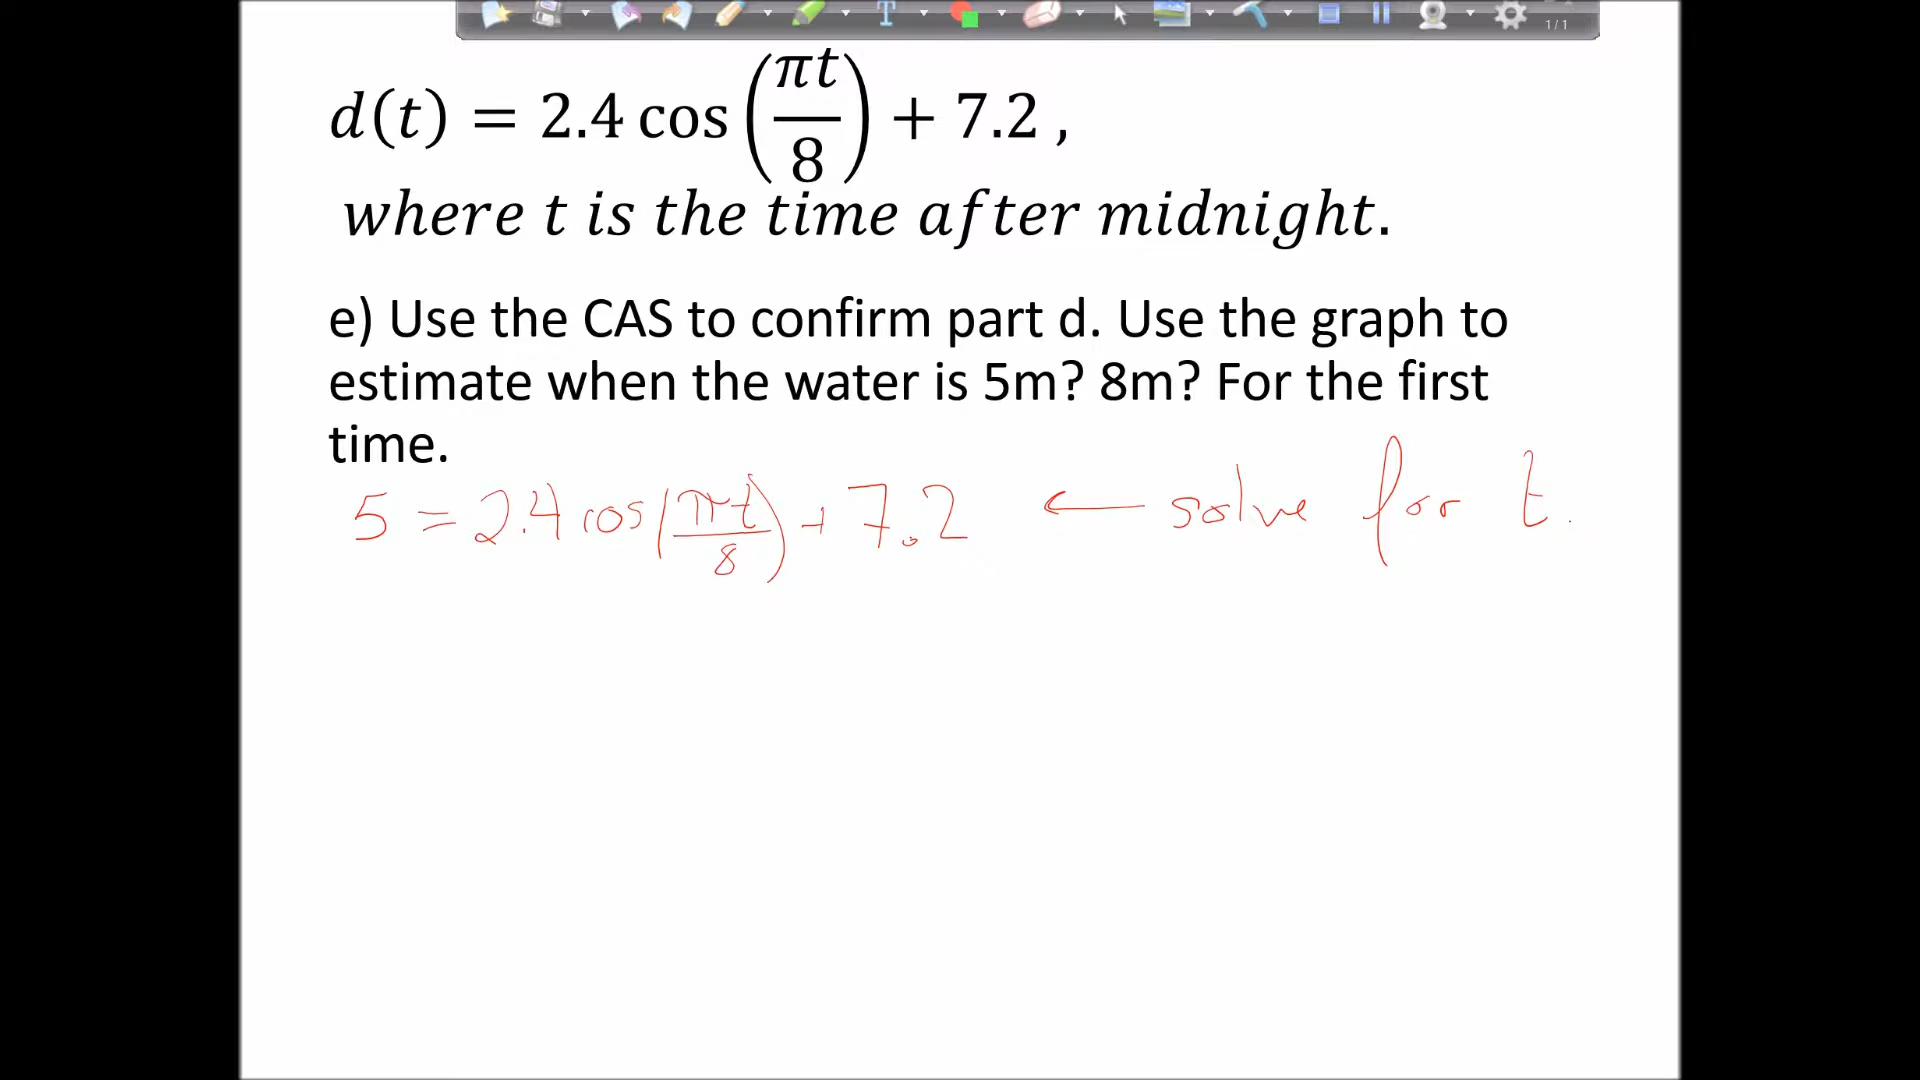 1/1
d(t) = 2.4 cos(πt/8) + 7.2 ,
where t is the time after midnight.
e) Use the CAS to confirm part d. Use the graph to
estimate when the water is 5m? 8m? For the first
time.
5 = 2.4 cos(πt/8) + 7.2 ← solve for t.